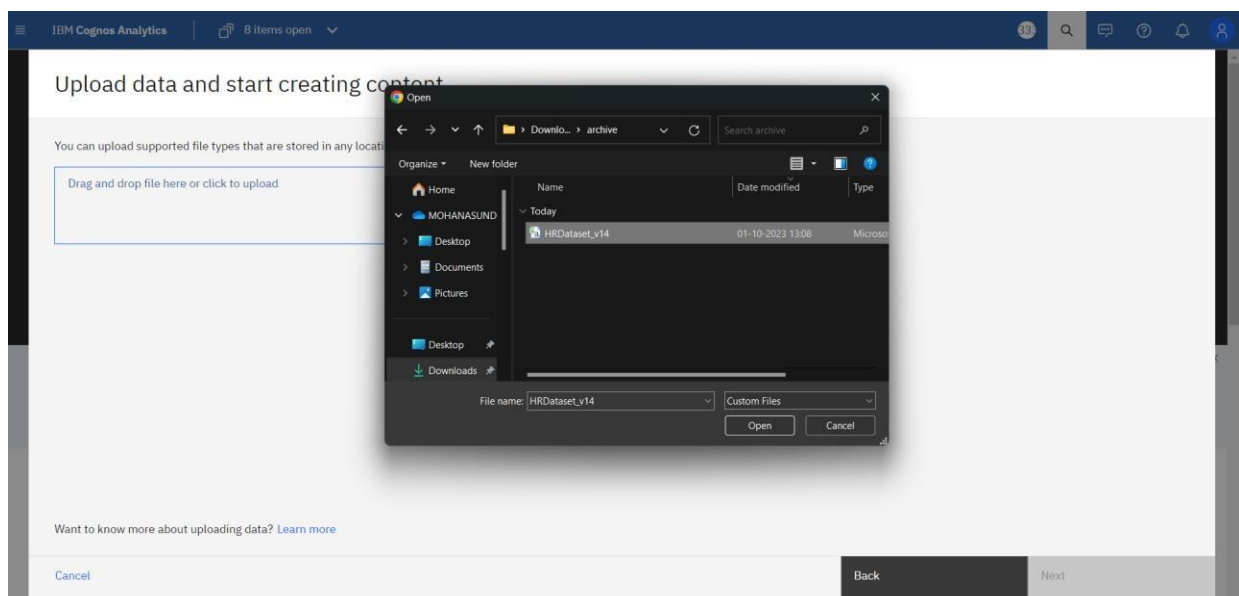 IBM Cognos Analytics 8 items open
Upload data and start creating content
Open
Downlo... › archive Search archive
You can upload supported file types that are stored in any locati
Organize New folder
Drag and drop file here or click to upload
Home Name Date modified Type
MOHANASUND Today
HRDataset_v14 01-10-2023 13:08 Microso
Desktop
Documents
Pictures
Desktop
Downloads
File name: HRDataset_v14 Custom Files
Open Cancel
Want to know more about uploading data? Learn more
Cancel Back Next